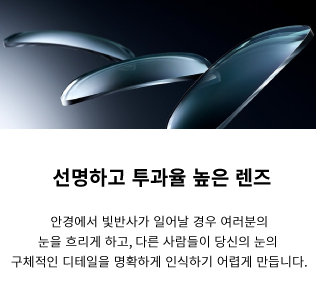 선명하고 투과율 높은 렌즈
안경에서 빛반사가 일어날 경우 여러분의
눈을 흐리게 하고, 다른 사람들이 당신의 눈의
구체적인 디테일을 명확하게 인식하기 어렵게 만듭니다.